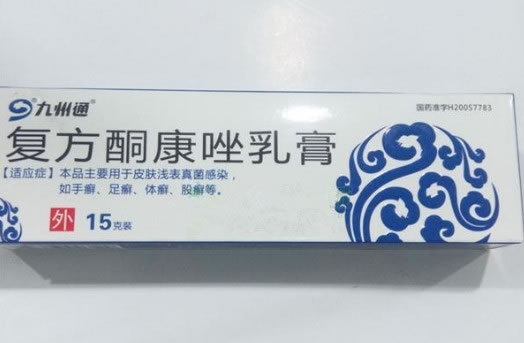 九州通®
国药准字H20057783
复方酮康唑乳膏
【适应症】本品主要用于皮肤浅表真菌感染，
如手癣、足癣、体癣、股癣等。
外 15克装